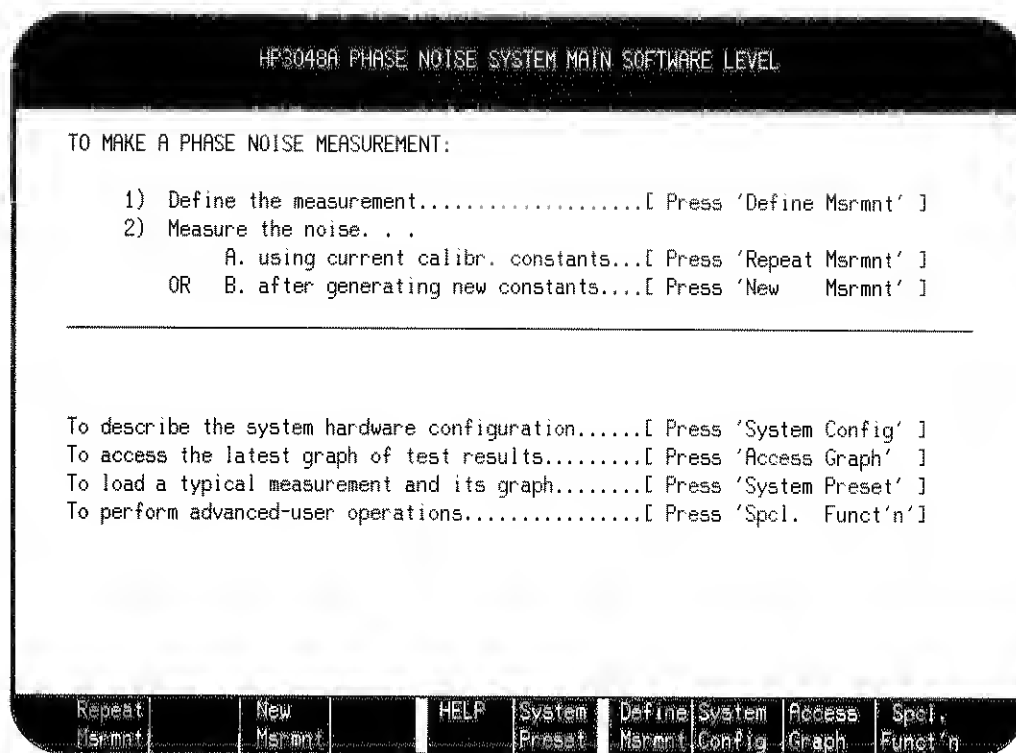 HP3048A PHASE NOISE SYSTEM MAIN SOFTWARE LEVEL
TO MAKE A PHASE NOISE MEASUREMENT:
1) Define the measurement....................[ Press 'Define Msrmnt' ]
2) Measure the noise. . .
A. using current calibr. constants...[ Press 'Repeat Msrmnt' ]
OR B. after generating new constants....[ Press 'New Msrmnt' ]
To describe the system hardware configuration......[ Press 'System Config' ]
To access the latest graph of test results.........[ Press 'Access Graph' ]
To load a typical measurement and its graph........[ Press 'System Preset' ]
To perform advanced-user operations................[ Press 'Spcl. Funct'n']
Repeat New HELP System Define System Access Spcl.
Msrmnt Msrmnt Preset Msrmnt Config Graph Funct'n